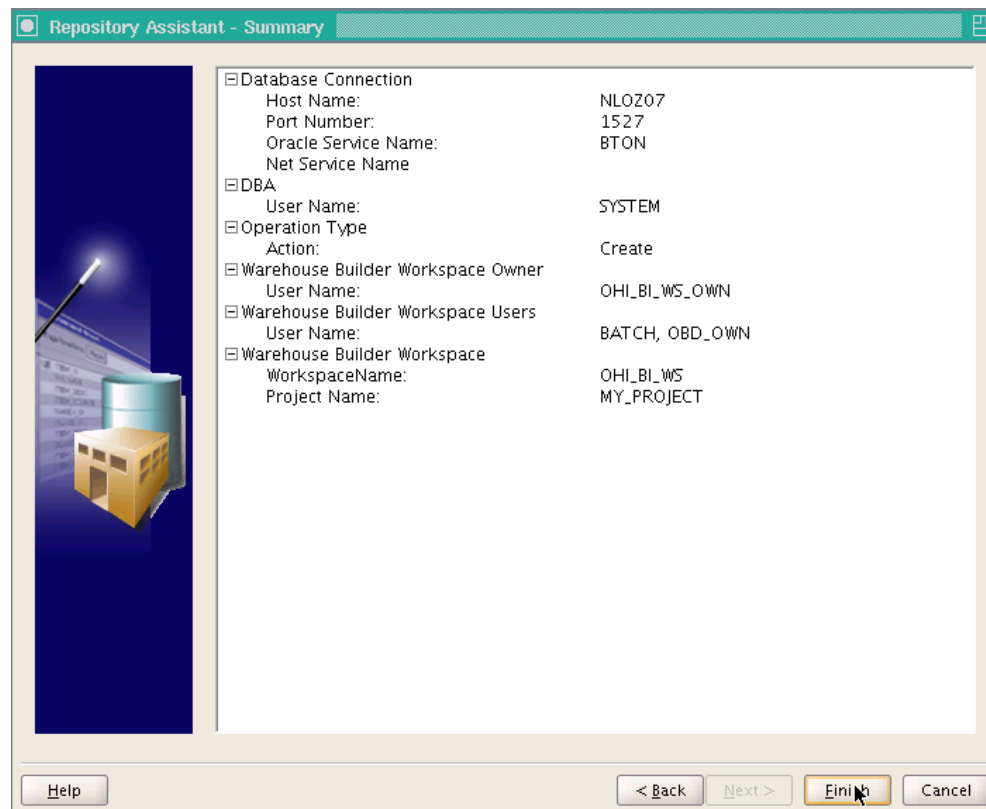 Repository Assistant - Summary
Database Connection
Host Name: NLOZ07
Port Number: 1527
Oracle Service Name: BTON
Net Service Name
DBA
User Name: SYSTEM
Operation Type
Action: Create
Warehouse Builder Workspace Owner
User Name: OHI_BI_WS_OWN
Warehouse Builder Workspace Users
User Name: BATCH, OBD_OWN
Warehouse Builder Workspace
WorkspaceName: OHI_BI_WS
Project Name: MY_PROJECT
Help < Back Next > Finish Cancel